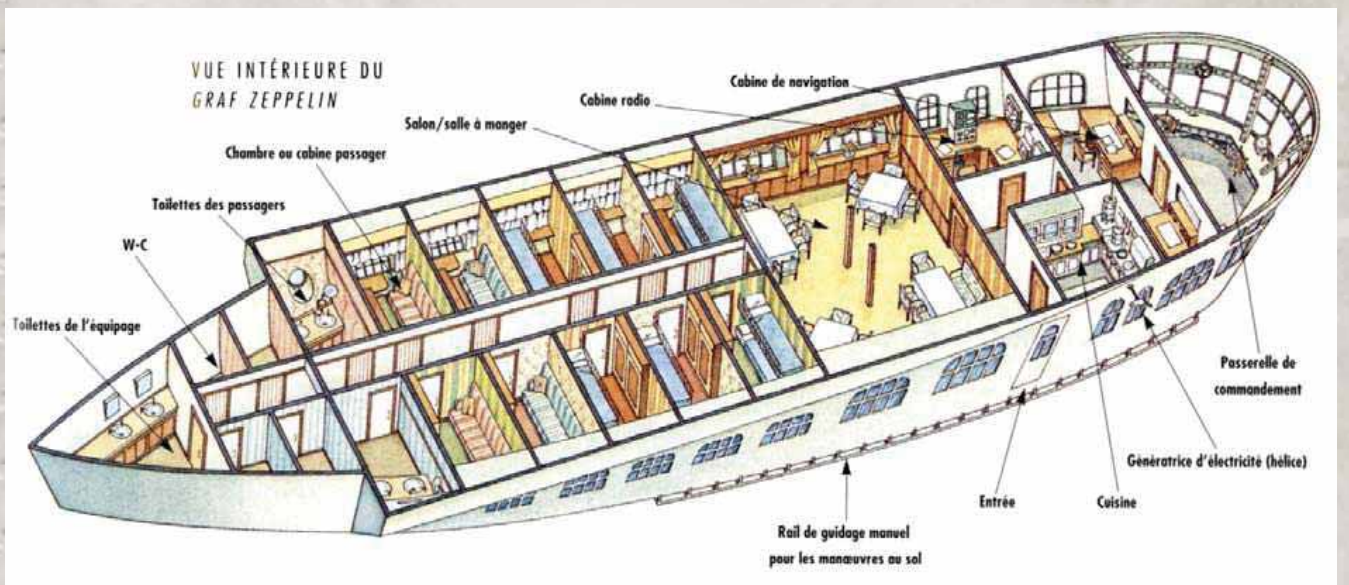 VUE INTÉRIEURE DU
GRAF ZEPPELIN
Cabine de navigation
Cabine radio
Salon/salle à manger
Chambre ou cabine passager
Toilettes des passagers
W-C
Toilettes de l'équipage
Passerelle de
commandement
Génératrice d'électricité (hélice)
Entrée
Cuisine
Rail de guidage manuel
pour les manœuvres au sol